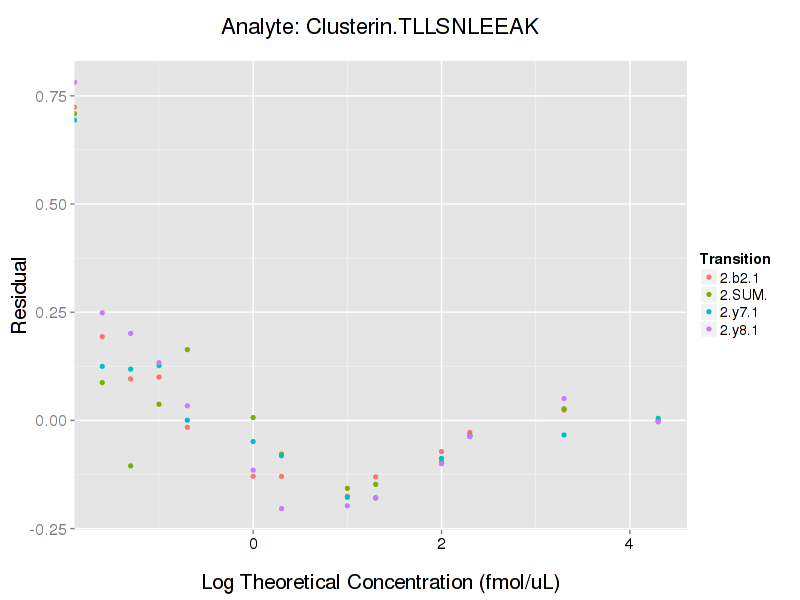 Analyte: Clusterin.TLLSNLEEAK
0.75
0.50
0.25
0.00
-0.25
Residual
0 2 4
Log Theoretical Concentration (fmol/uL)
Transition
2.b2.1
2.SUM.
2.y7.1
2.y8.1